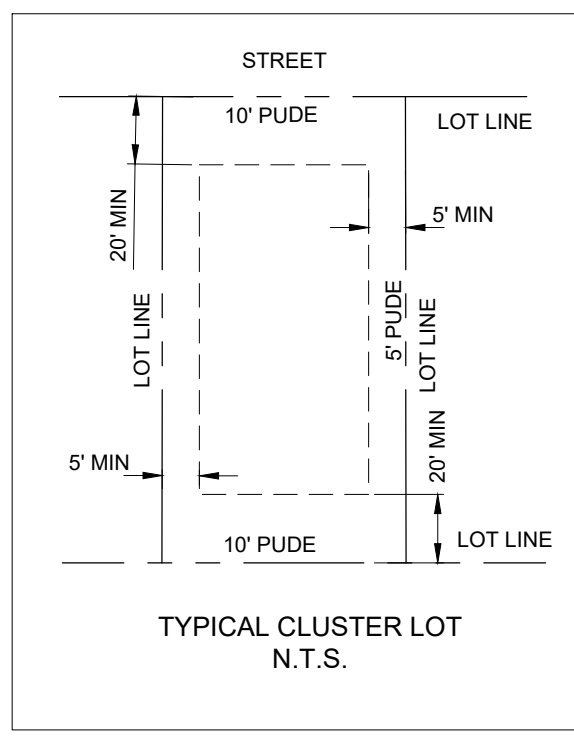 STREET
10' PUDE
LOT LINE
20' MIN
5' MIN
LOT LINE
5' PUDE
LOT LINE
5' MIN
20' MIN
10' PUDE
LOT LINE
TYPICAL CLUSTER LOT
N.T.S.